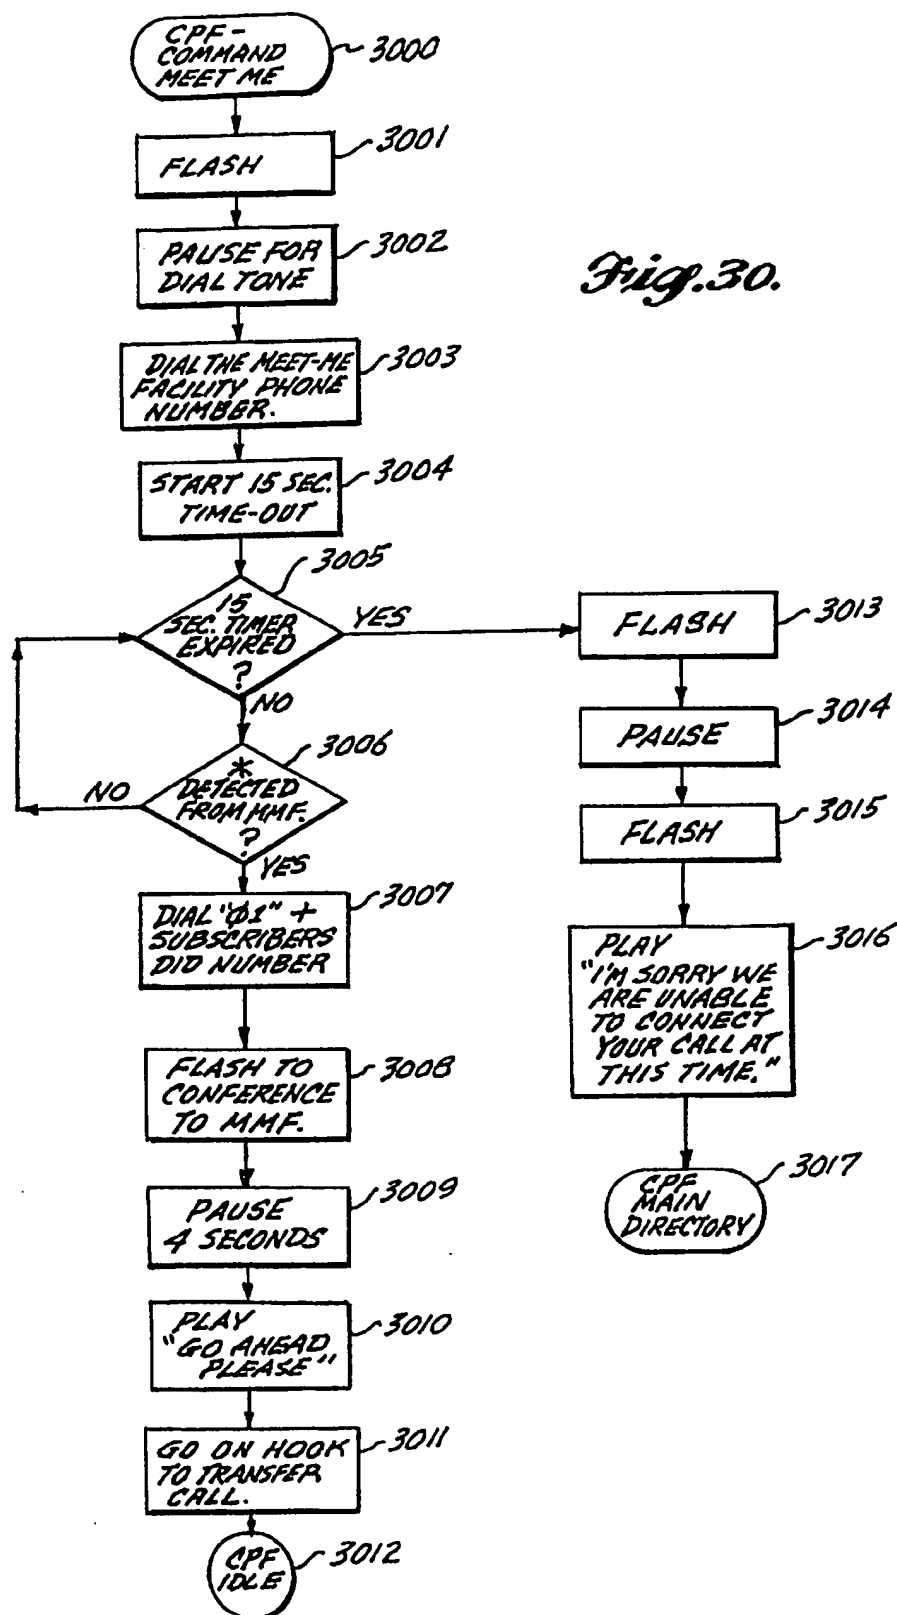 CPF-
COMMAND
MEET ME
3000
FLASH
3001
PAUSE FOR
DIAL TONE
3002
Fig. 30.
DIAL THE MEET-ME
FACILITY PHONE
NUMBER.
3003
START 15 SEC.
TIME-OUT
3004
15
SEC. TIMER
EXPIRED
?
3005
YES
NO
*
DETECTED
FROM MMF.
?
3006
NO
YES
DIAL "Ø1" +
SUBSCRIBERS
DID NUMBER
3007
FLASH TO
CONFERENCE
TO MMF.
3008
PAUSE
4 SECONDS
3009
PLAY
"GO AHEAD
PLEASE"
3010
GO ON HOOK
TO TRANSFER
CALL.
3011
CPF
IDLE
3012
FLASH
3013
PAUSE
3014
FLASH
3015
PLAY
"I'M SORRY WE
ARE UNABLE
TO CONNECT
YOUR CALL AT
THIS TIME."
3016
CPF
MAIN
DIRECTORY
3017